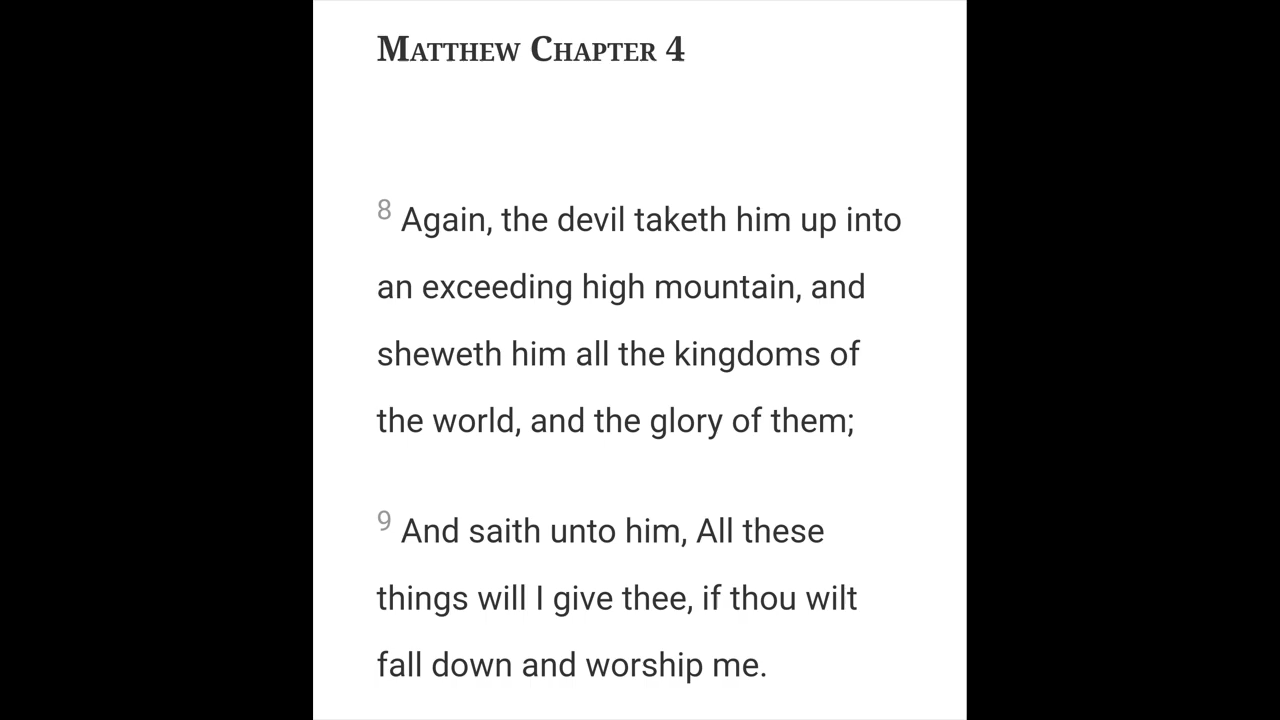 Matthew Chapter 4
8 Again, the devil taketh him up into
an exceeding high mountain, and
sheweth him all the kingdoms of
the world, and the glory of them;
9 And saith unto him, All these
things will I give thee, if thou wilt
fall down and worship me.